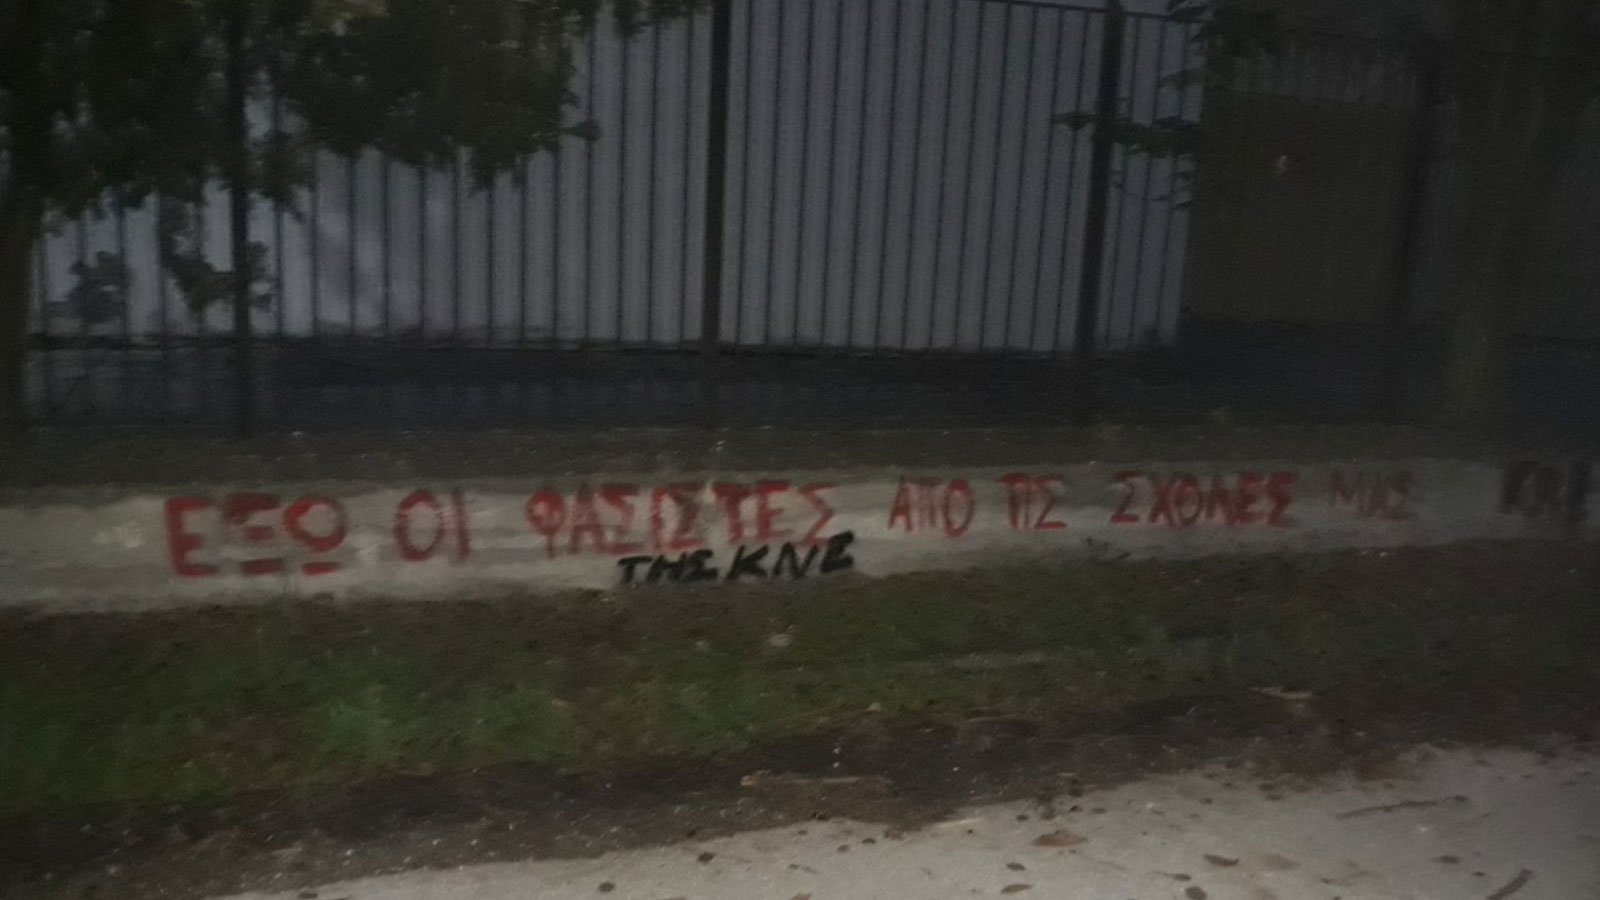 ΕΞΩ ΟΙ ΦΑΣΙΣΤΕΣ ΑΠΟ ΤΙΣ ΣΧΟΛΕΣ ΜΑΣ
ΤΗΣ ΚΝΕ